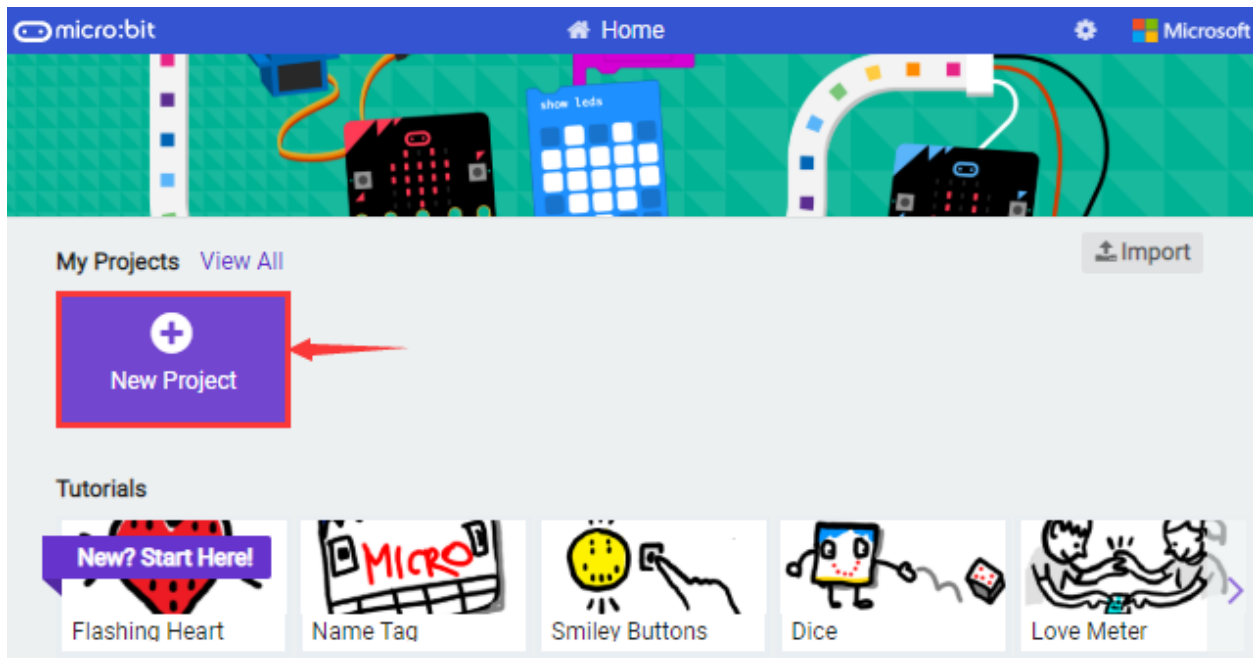 micro:bit
Home
Microsoft
show leds
My Projects View All
Import
New Project
Tutorials
New? Start Here!
MICRO
Flashing Heart
Name Tag
Smiley Buttons
Dice
Love Meter